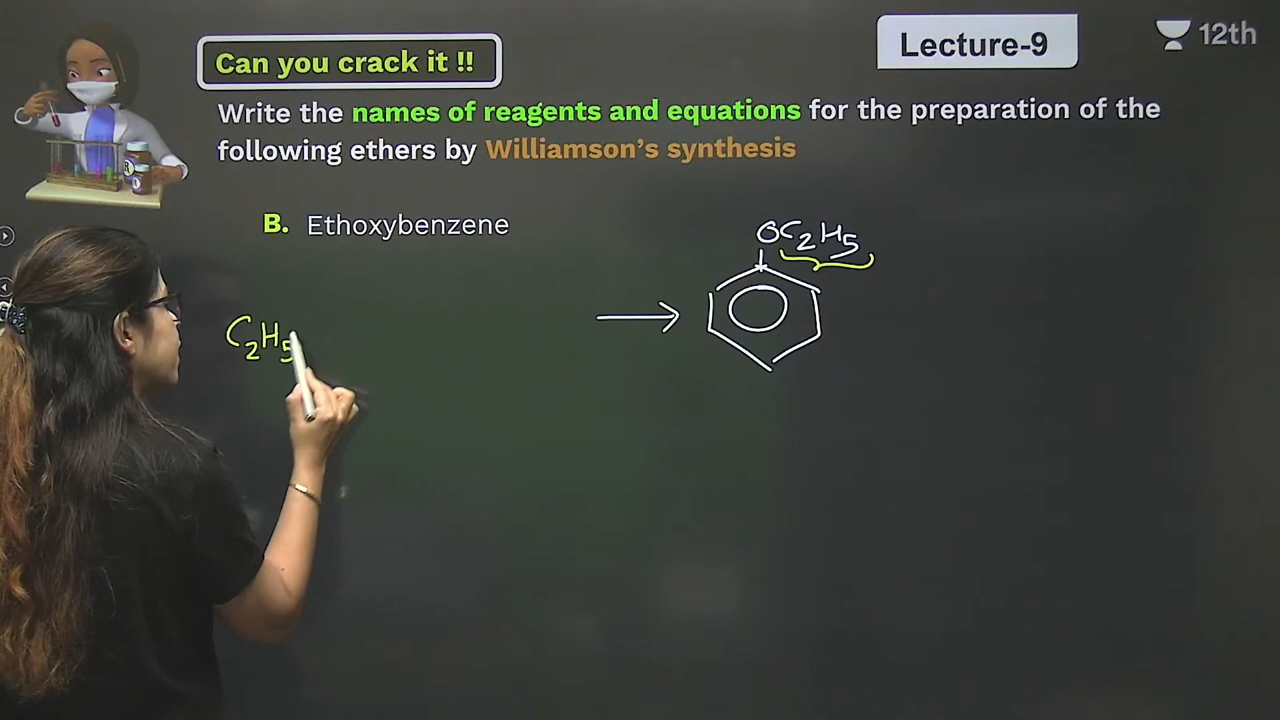 Lecture-9
12th
Can you crack it !!
Write the names of reagents and equations for the preparation of the
following ethers by Williamson’s synthesis
B. Ethoxybenzene
OC2H5
C2H5